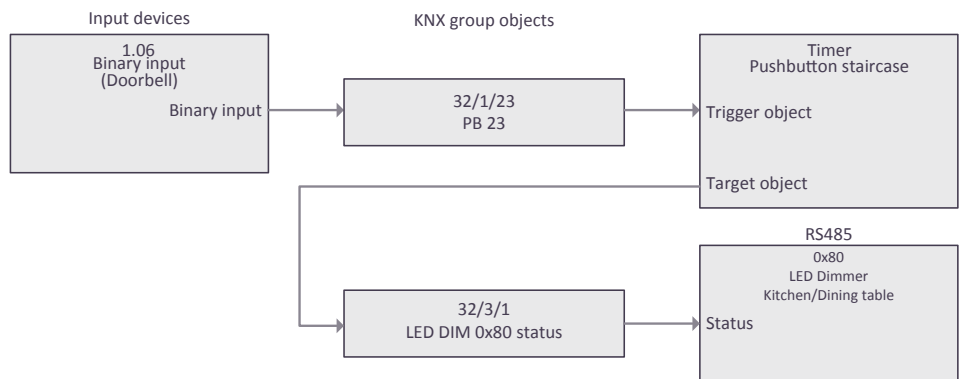 Input devices
KNX group objects
1.06
Binary input
(Doorbell)
Binary input
32/1/23
PB 23
Timer
Pushbutton staircase
Trigger object
Target object
RS485
0x80
LED Dimmer
Kitchen/Dining table
Status
32/3/1
LED DIM 0x80 status